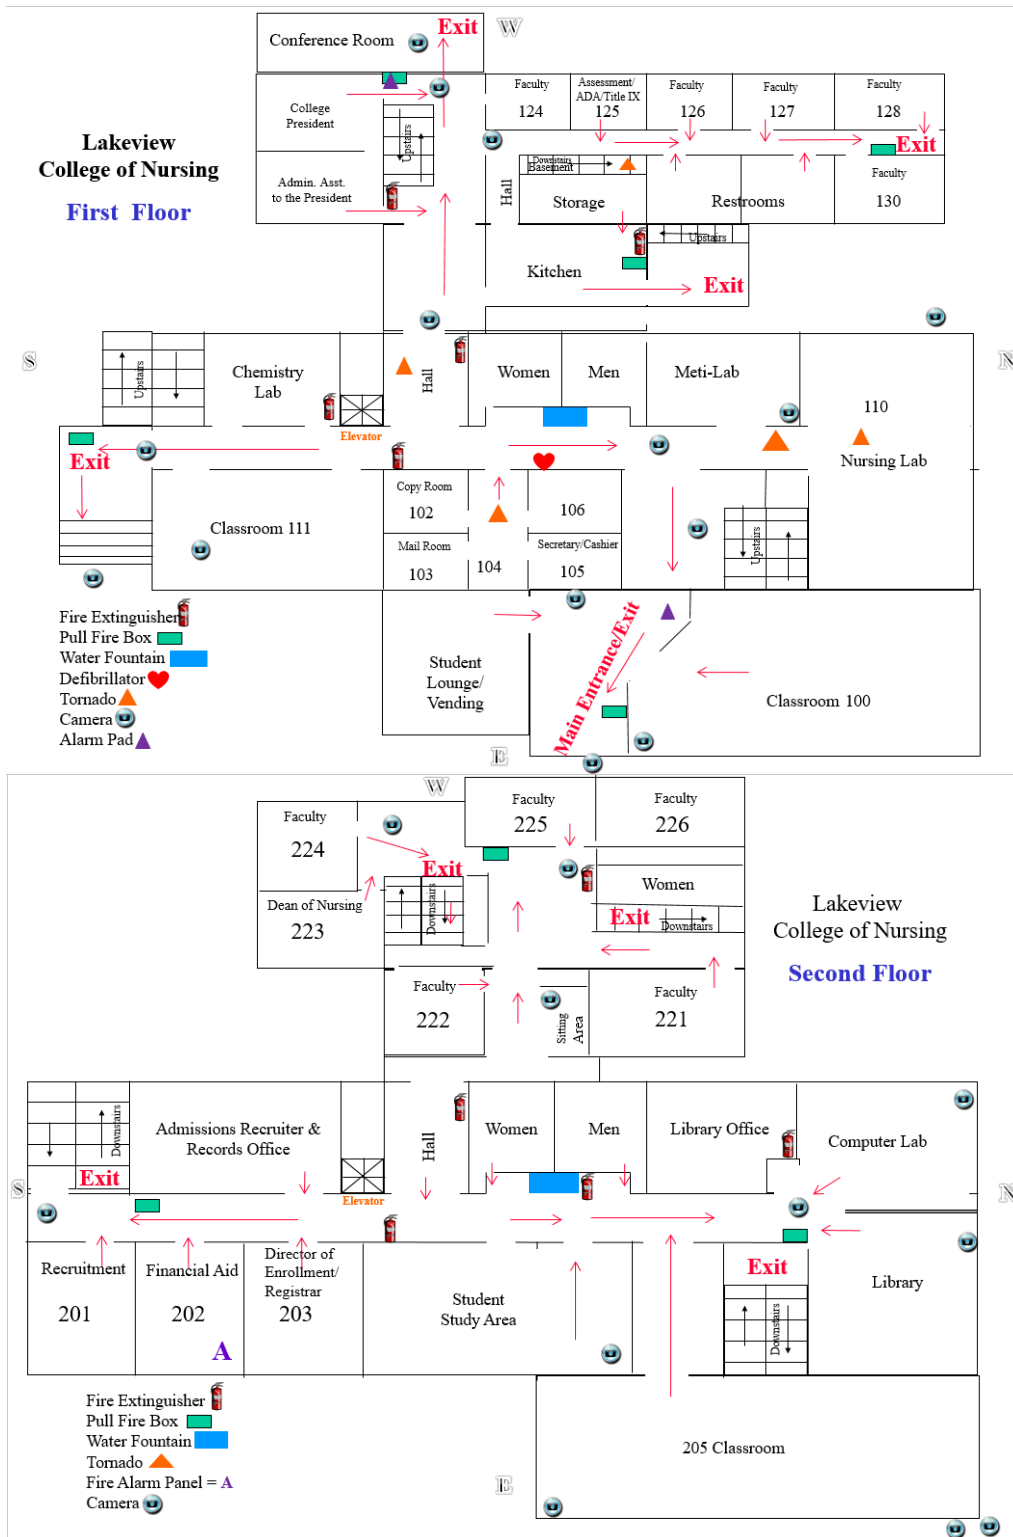 W
Exit
Conference Room
Lakeview
College of Nursing
First Floor
College
President
Upstairs
Admin. Asst.
to the President
Faculty
124
Assessment/
ADA/Title IX
125
Faculty
126
Faculty
127
Faculty
128
Exit
Hall
Downstairs
Basement
Storage
Restrooms
Faculty
130
Upstairs
Kitchen
Exit
S
N
Upstairs
Chemistry
Lab
Elevator
Hall
Women
Men
Meti-Lab
110
Nursing Lab
Exit
Classroom 111
Copy Room
102
106
Mail Room
103
104
Secretary/Cashier
105
Upstairs
Fire Extinguisher
Pull Fire Box
Water Fountain
Defibrillator
Tornado
Camera
Alarm Pad
Student
Lounge/
Vending
Main Entrance/Exit
Classroom 100
E
W
Faculty
224
Faculty
225
Faculty
226
Exit
Women
Dean of Nursing
223
Downstairs
Exit
Downstairs
Lakeview
College of Nursing
Second Floor
Faculty
222
Sitting
Area
Faculty
221
Downstairs
Exit
S
N
Admissions Recruiter &
Records Office
Elevator
Hall
Women
Men
Library Office
Computer Lab
Recruitment
201
Financial Aid
202
A
Director of
Enrollment/
Registrar
203
Student
Study Area
Exit
Downstairs
Library
Fire Extinguisher
Pull Fire Box
Water Fountain
Tornado
Fire Alarm Panel = A
Camera
205 Classroom
E